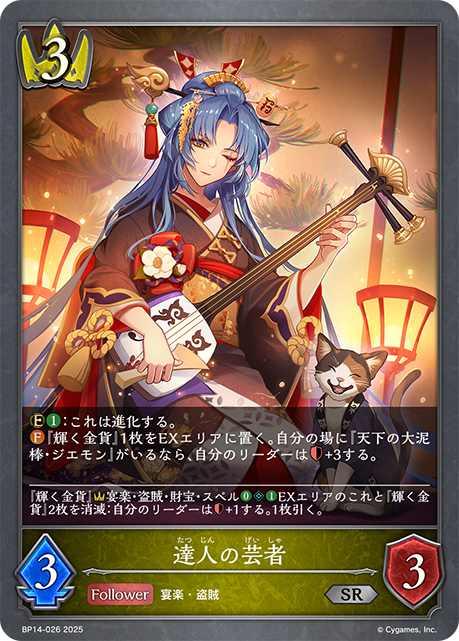 3
E 1:これは進化する。
F『輝く金貨』1枚をEXエリアに置く。自分の場に『天下の大泥
棒・ジエモン』がいるなら、自分のリーダーは+3する。
『輝く金貨』宴楽・盗賊・財宝・スペル 0 1 EXエリアのこれと『輝く金
貨』2枚を消滅:自分のリーダーは+1する。1枚引く。
たつ じん げい しゃ
達人の芸者
3
Follower 宴楽・盗賊
SR
3
BP14-026 2025
© Cygames, Inc.